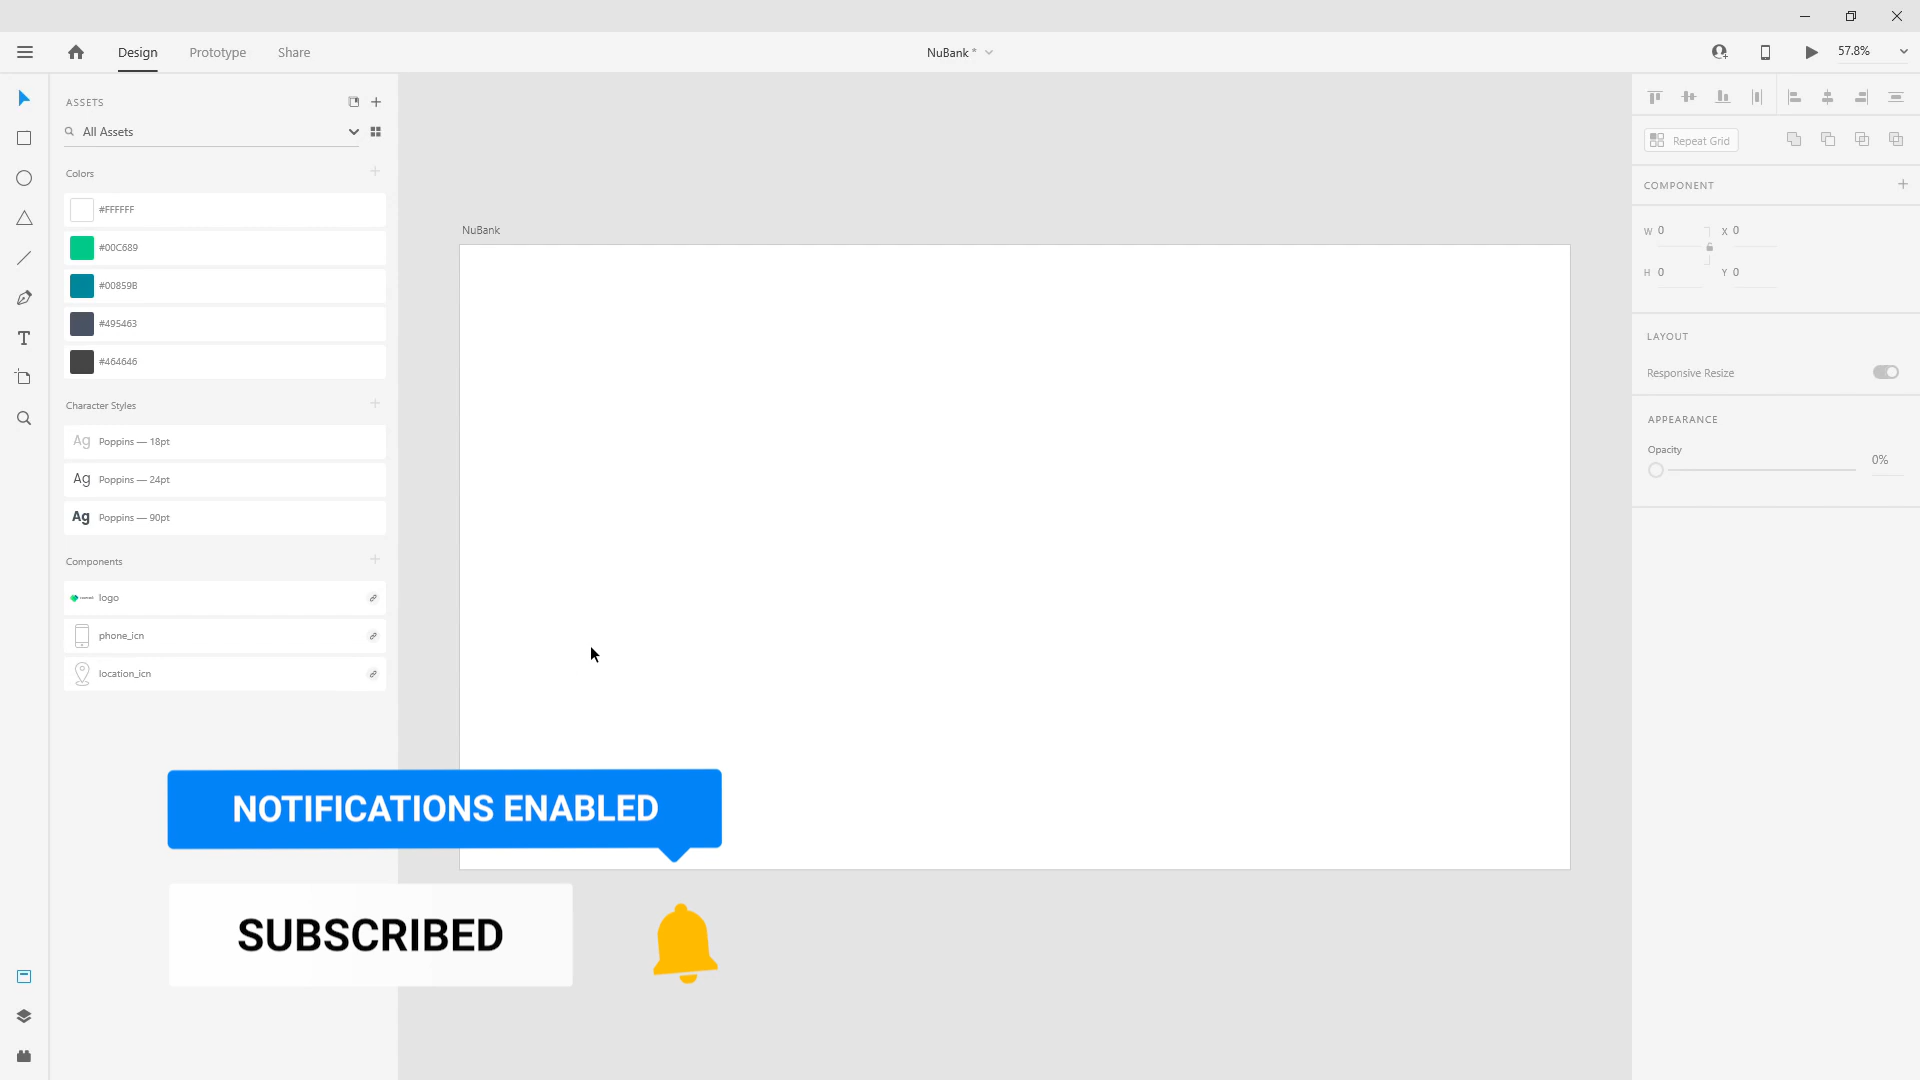 Design
Prototype
Share
NuBank *
57.8%
ASSETS
All Assets
Colors
#FFFFFF
#00C689
#00859B
#495463
#464646
Character Styles
Ag Poppins — 18pt
Ag Poppins — 24pt
Ag Poppins — 90pt
Components
logo
phone_icn
location_icn
NuBank
NOTIFICATIONS ENABLED
SUBSCRIBED
Repeat Grid
COMPONENT
W 0
X 0
H 0
Y 0
LAYOUT
Responsive Resize
APPEARANCE
Opacity
0%